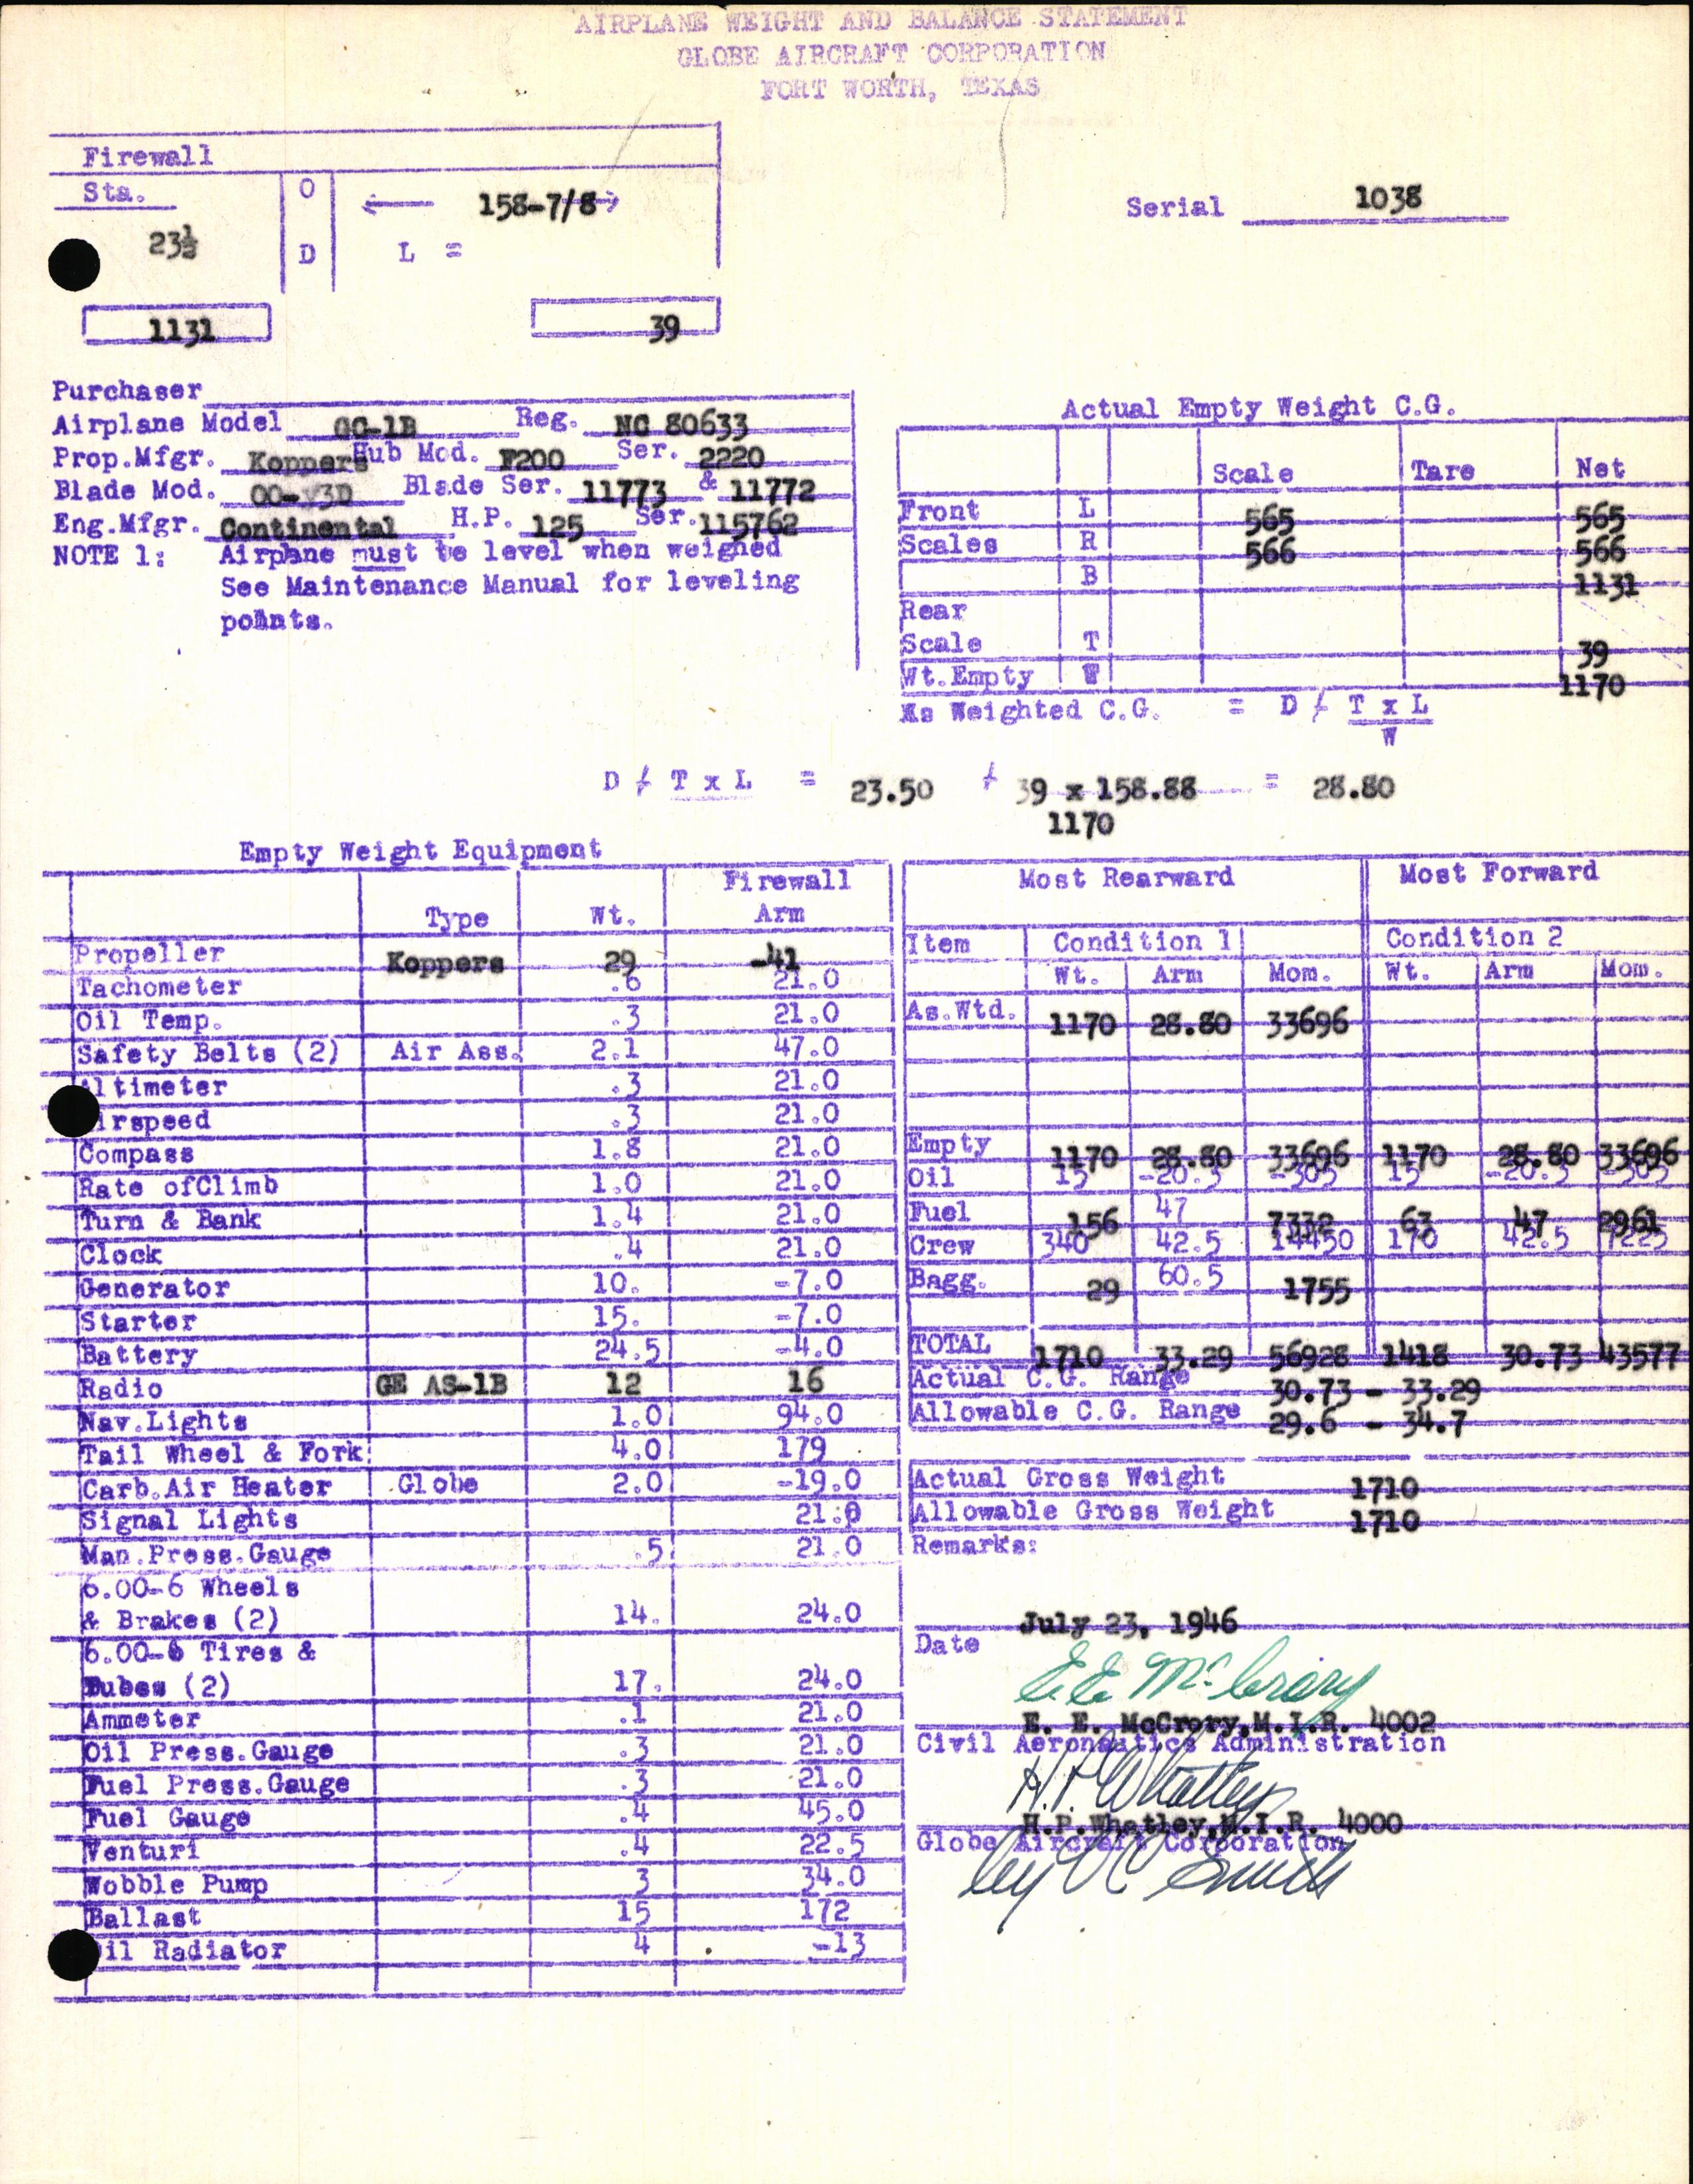 AIRPLANE WEIGHT AND BALANCE STATEMENT
GLOBE AIRCRAFT CORPORATION
FORT WORTH, TEXAS
Firewall
Sta. O 158-7/8
23½ D L =
1131 39
Serial 1038
Purchaser
Airplane Model GC-1B Reg. NC 80633
Prop.Mfgr. Koppers Hub Mod. F200 Ser. 2220
Blade Mod. Blade Ser. 11773 & 11772
Eng.Mfgr. Continental H.P. 125 Ser. 115762
NOTE 1: Airplane must be level when weighed
See Maintenance Manual for leveling
points.
Actual Empty Weight C.G.
Scale Tare Net
Front L 565 565
Scales R 566 566
B 1131
Rear
Scale T 39
Wt.Empty W 1170
As Weighted C.G. = D ⁄ T x L
W
D ⁄ T x L = 23.50 ⁄ 39 x 158.88 = 28.80
1170
Empty Weight Equipment
Type Wt. Firewall
Arm
Propeller Koppers 29 -41
Tachometer .6 21.0
Oil Temp. .3 21.0
Safety Belts (2) Air Ass. 2.1 47.0
ltimeter .3 21.0
irspeed .3 21.0
Compass 1.8 21.0
Rate ofClimb 1.0 21.0
Turn & Bank 1.4 21.0
Clock .4 21.0
Generator 10. -7.0
Starter 15. -7.0
Battery 24.5 -4.0
Radio GE AS-1B 12 16
Nav.Lights 1.0 94.0
Tail Wheel & Fork 4.0 179
Carb.Air Heater Globe 2.0 -19.0
Signal Lights 21.0
Man.Press.Gauge .5 21.0
6.00-6 Wheels
& Brakes (2) 14. 24.0
6.00-6 Tires &
Tubes (2) 17. 24.0
Ammeter .1 21.0
Oil Press.Gauge .3 21.0
Fuel Press.Gauge .3 21.0
Fuel Gauge .4 45.0
Venturi .4 22.5
Wobble Pump 3 34.0
Ballast 15 172
il Radiator 4 -13
Most Rearward Most Forward
Item Condition 1 Condition 2
Wt. Arm Mom. Wt. Arm Mom.
As.Wtd. 1170 28.80 33696
Empty 1170 28.80 33696 1170 28.80 33696
Oil 15 -20.3 -305 15 -20.3 -305
Fuel 156 47 7332 63 47 2961
Crew 340 42.5 14450 170 42.5 7225
Bagg. 29 60.5 1755
TOTAL 1710 33.29 56928 1418 30.73 43577
Actual C.G. Range 30.73 - 33.29
Allowable C.G. Range 29.6 - 34.7
Actual Gross Weight 1710
Allowable Gross Weight 1710
Remarks:
July 23, 1946
Date
E.E. McCrory
E. E. McCrory,M.I.R. 4002
Civil Aeronautics Administration
H.P. Whatley
H.P.Whatley,M.I.R. 4000
Globe Aircraft Corporation
by Smith